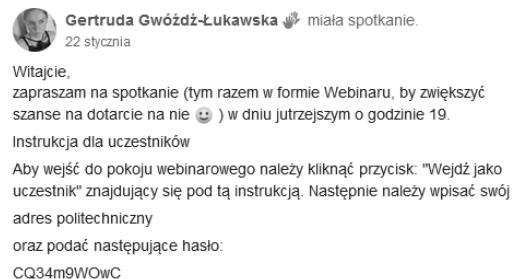 Gertruda Gwóźdź-Łukawska miała spotkanie.
22 stycznia
Witajcie,
zapraszam na spotkanie (tym razem w formie Webinaru, by zwiększyć
szanse na dotarcie na nie ) w dniu jutrzejszym o godzinie 19.
Instrukcja dla uczestników
Aby wejść do pokoju webinarowego należy kliknąć przycisk: "Wejdź jako
uczestnik" znajdujący się pod tą instrukcją. Następnie należy wpisać swój
adres politechniczny
oraz podać następujące hasło:
CQ34m9WOwC